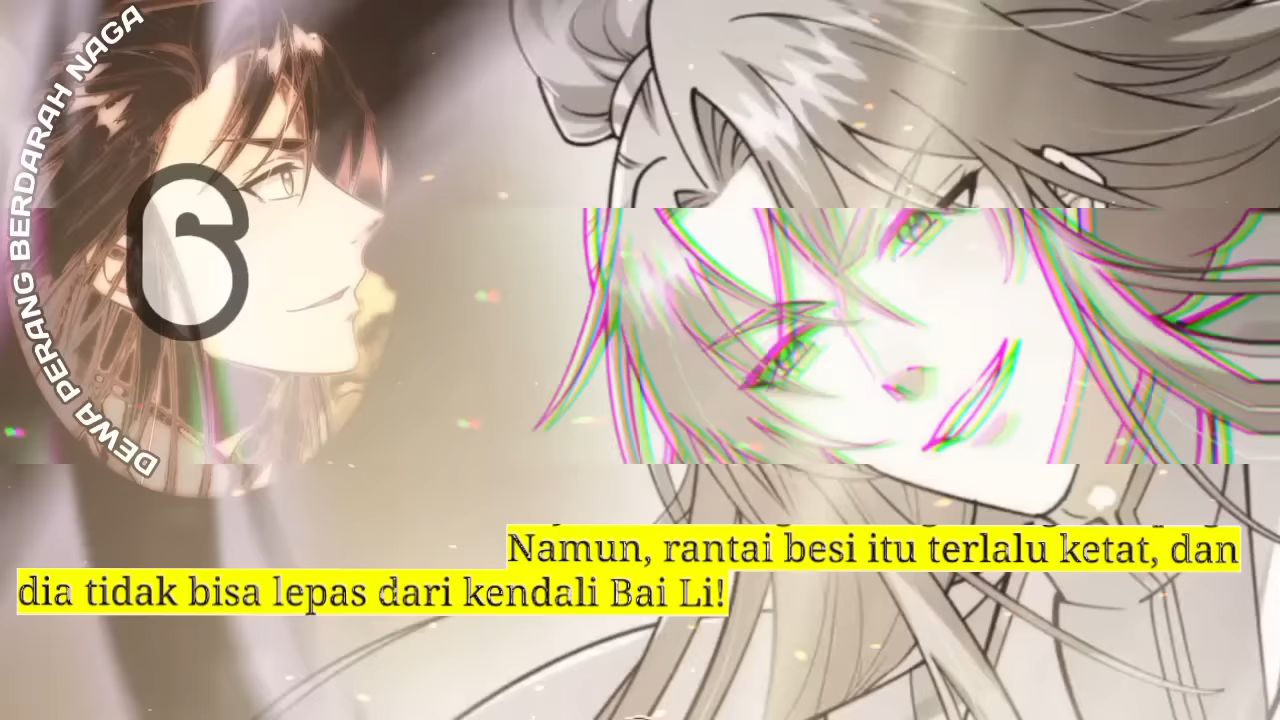 DEWA PERANG BERDARAH NAGA
6
Namun, rantai besi itu terlalu ketat, dan
dia tidak bisa lepas dari kendali Bai Li!